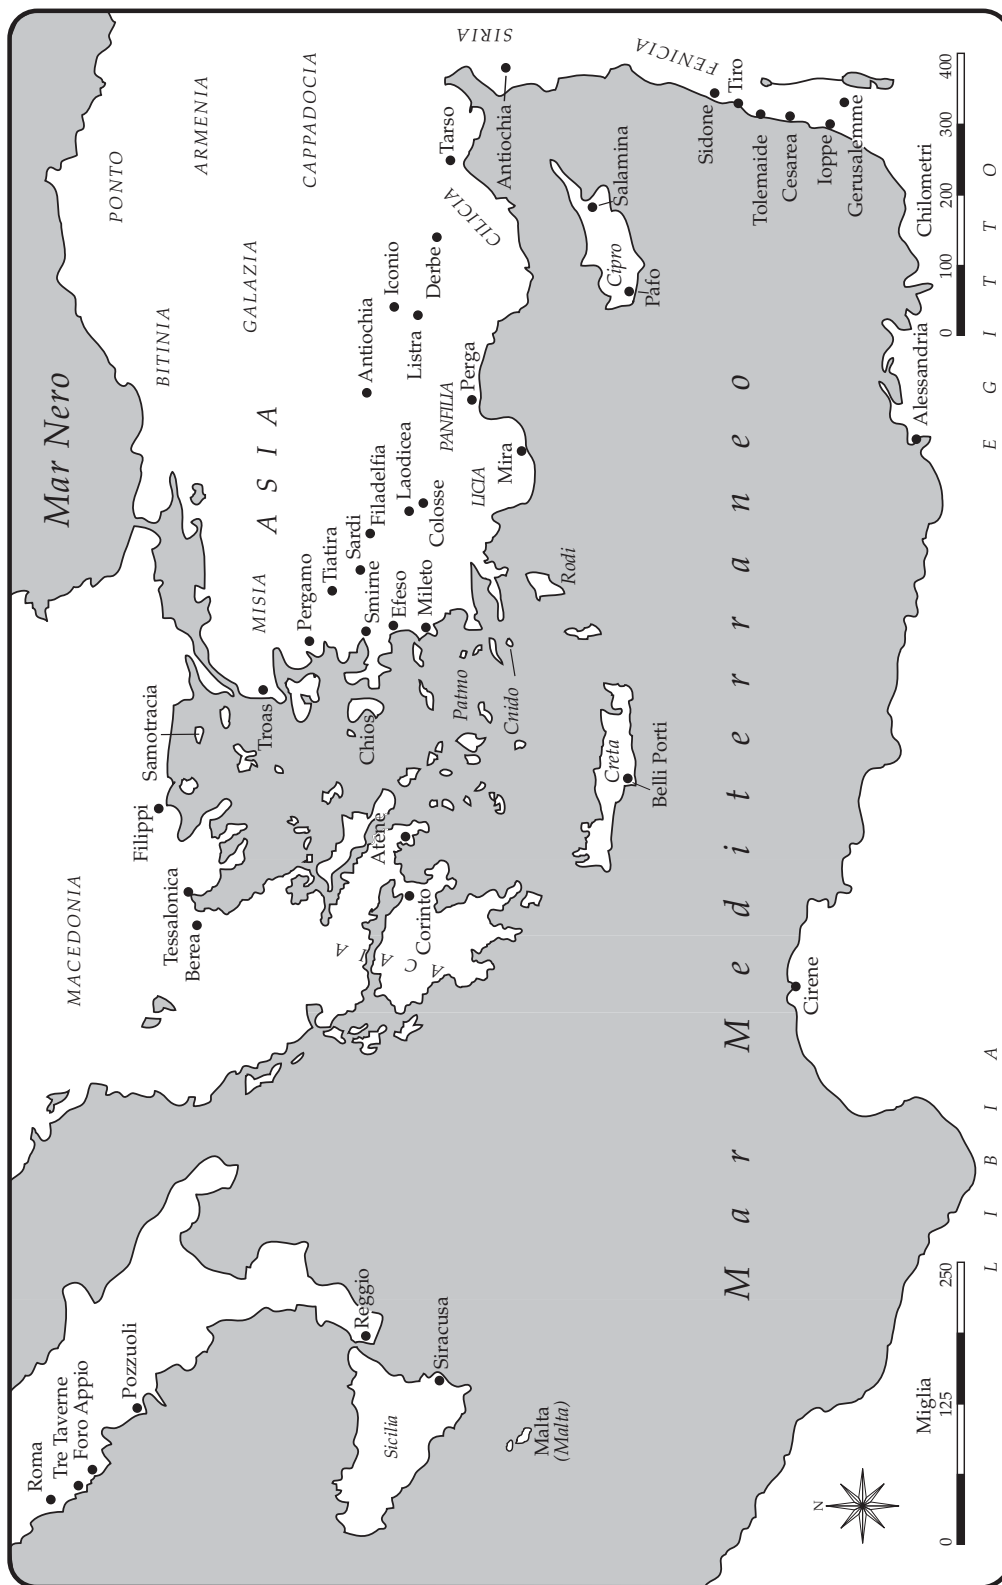 Mar Nero
PONTO
ARMENIA
CAPPADOCIA
BITINIA
GALAZIA
ASIA
MISIA
MACEDONIA
ACAIA
PANFILIA
LICIA
CILICIA
SIRIA
FENICIA
Roma
Tre Taverne
Foro Appio
Pozzuoli
Reggio
Siracusa
Sicilia
Malta
(Malta)
Filippi
Samotracia
Tessalonica
Berea
Troas
Atene
Corinto
Chios
Patmo
Cnido
Pergamo
Tiatira
Sardi
Smirne
Filadelfia
Efeso
Mileto
Laodicea
Colosse
Antiochia
Iconio
Listra
Derbe
Perga
Mira
Tarso
Antiochia
Rodi
Creta
Belli Porti
Cipro
Salamina
Pafo
Sidone
Tiro
Tolemaide
Cesarea
Ioppe
Gerusalemme
Mar Mediterraneo
Cirene
Alessandria
LIBIA
EGITTO
N
Miglia
0 125 250
Chilometri
0 100 200 300 400